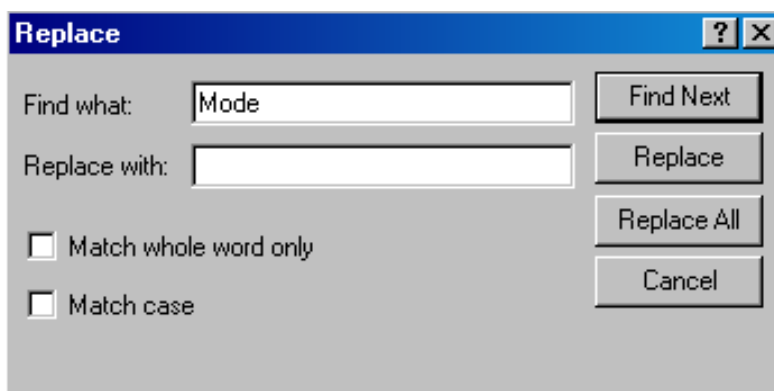 Replace
Find what: Mode
Find Next
Replace with:
Replace
Replace All
Match whole word only
Cancel
Match case